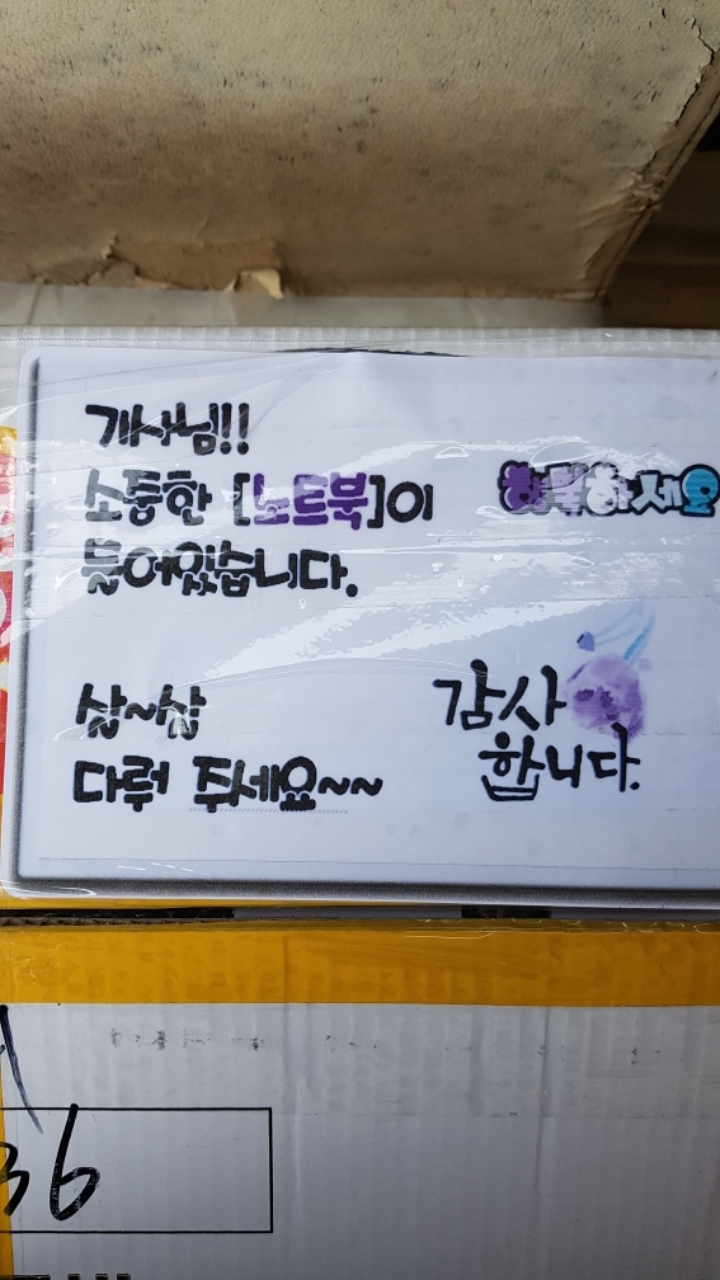 기사님!!
소중한 [노트북]이
들어있습니다.
행복하세요
살~살
다뤄 주세요~~
감사
합니다.
36